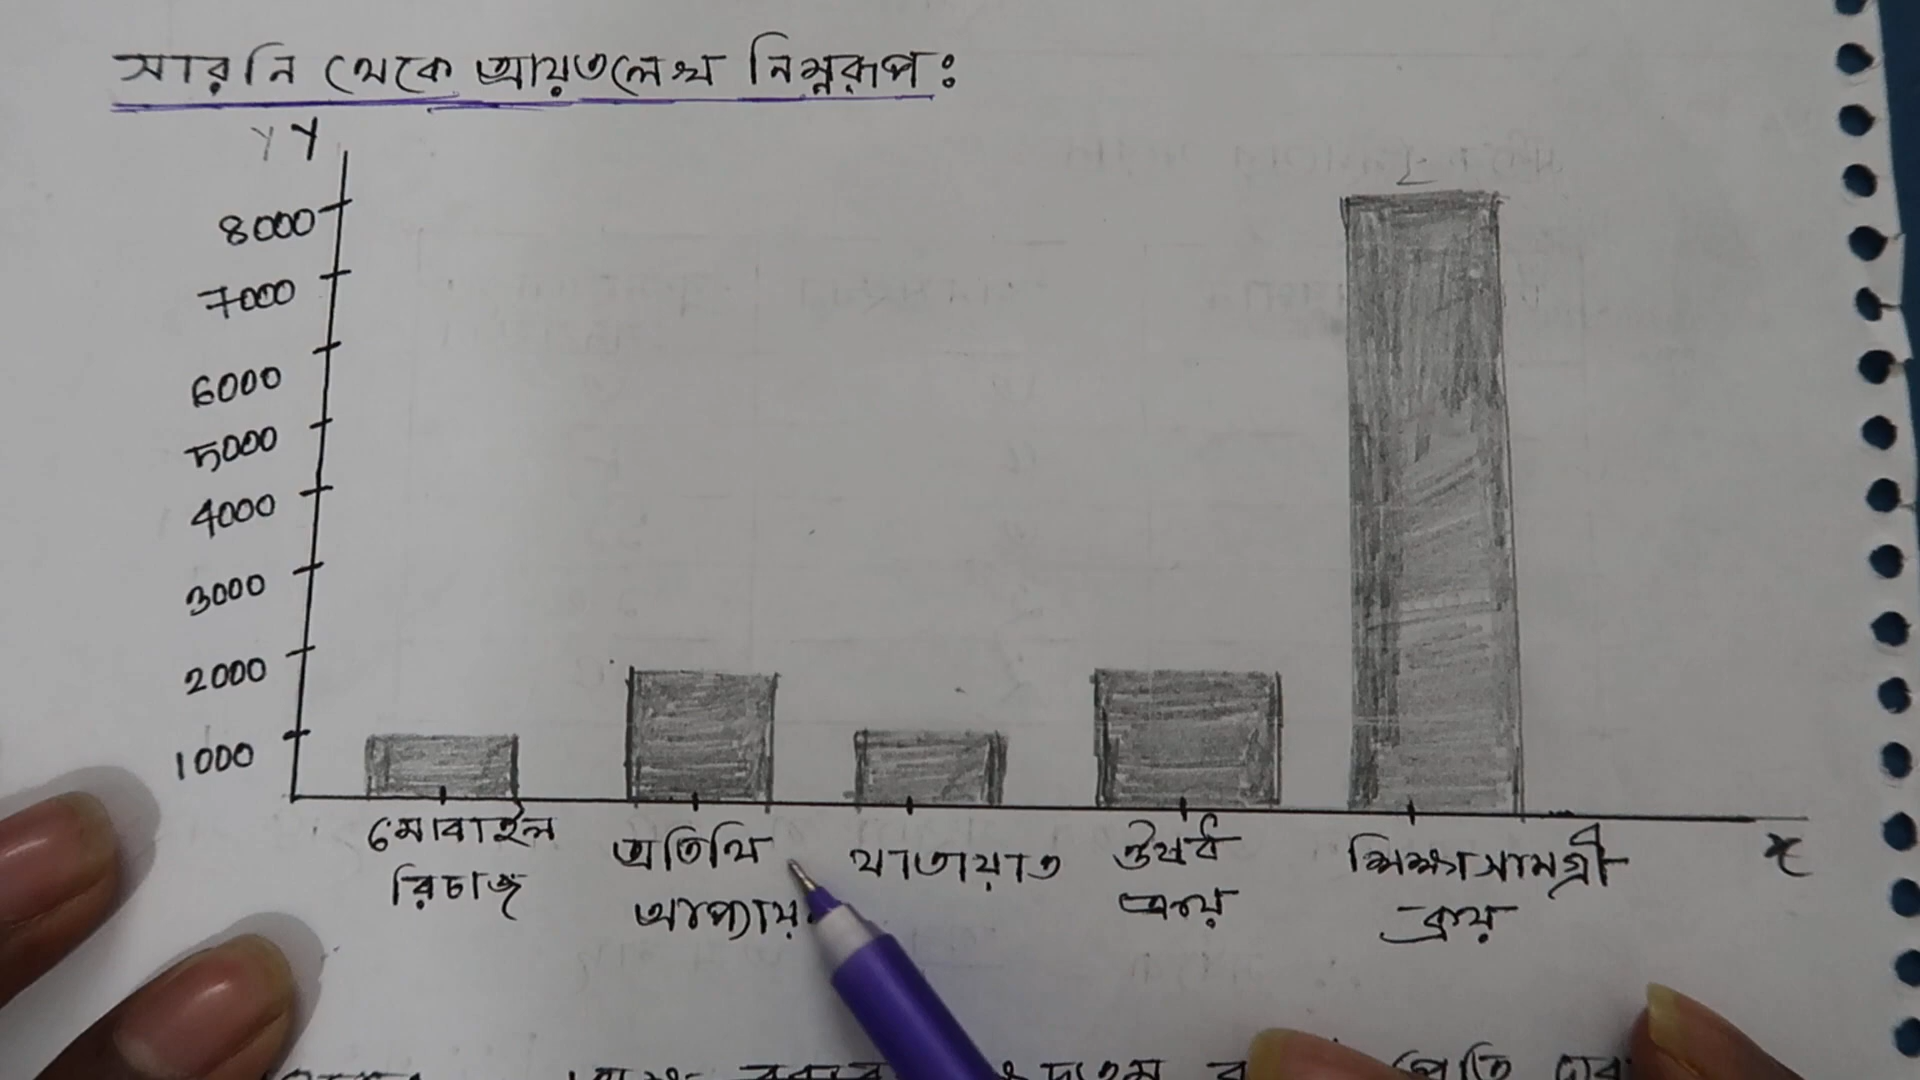 সারনি থেকে আয়তলেখ নিম্নরূপঃ
Y Y
8000
7000
6000
5000
4000
3000
2000
1000
মোবাইল রিচার্জ
অতিথি আপ্যায়
যাতায়াত
ঔষধ ক্রয়
শিক্ষাসামগ্রী ক্রয়
x